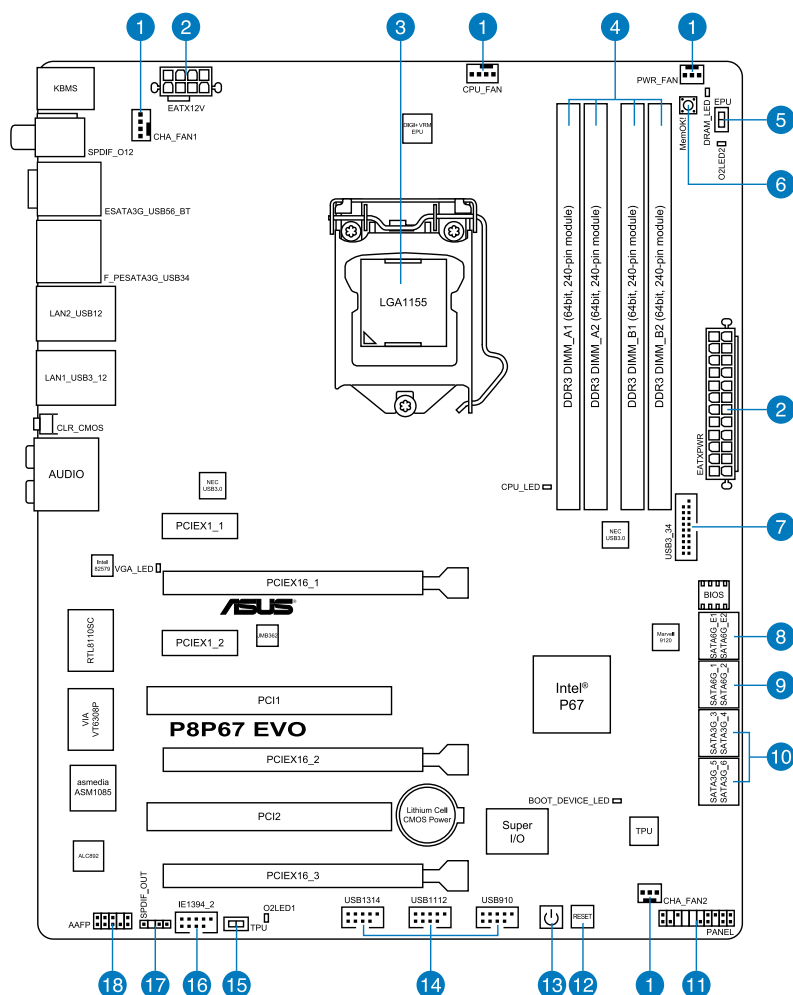 1
2
3
1
4
1
KBMS
EATX12V
CPU_FAN
PWR_FAN
CHA_FAN1
DIGI+ VRM
EPU
MemOK!
DRAM_LED
EPU
5
SPDIF_O12
O2LED2
6
ESATA3G_USB56_BT
F_PESATA3G_USB34
LGA1155
DDR3 DIMM_A1 (64bit, 240-pin module)
DDR3 DIMM_A2 (64bit, 240-pin module)
DDR3 DIMM_B1 (64bit, 240-pin module)
DDR3 DIMM_B2 (64bit, 240-pin module)
LAN2_USB12
LAN1_USB3_12
EATXPWR
2
CLR_CMOS
AUDIO
NEC
USB3.0
CPU_LED
NEC
USB3.0
USB3_34
7
PCIEX1_1
Intel
82579
VGA_LED
PCIEX16_1
BIOS
ASUS
RTL8110SC
PCIEX1_2
JMB362
Marvell
9120
SATA6G_E1
SATA6G_E2
8
Intel®
P67
SATA6G_1
SATA6G_2
9
PCI1
VIA
VT6308P
P8P67 EVO
SATA3G_3
SATA3G_4
10
PCIEX16_2
asmedia
ASM1085
SATA3G_5
SATA3G_6
BOOT_DEVICE_LED
PCI2
Lithium Cell
CMOS Power
Super
I/O
TPU
ALC892
PCIEX16_3
AAFP
SPDIF_OUT
IE1394_2
O2LED1
TPU
USB1314
USB1112
USB910
RESET
CHA_FAN2
PANEL
18
17
16
15
14
13
12
1
11